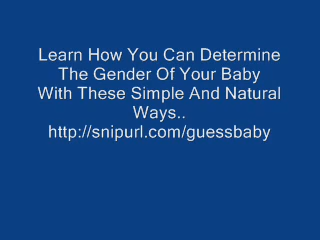 Learn How You Can Determine
The Gender Of Your Baby
With These Simple And Natural
Ways..
http://snipurl.com/guessbaby